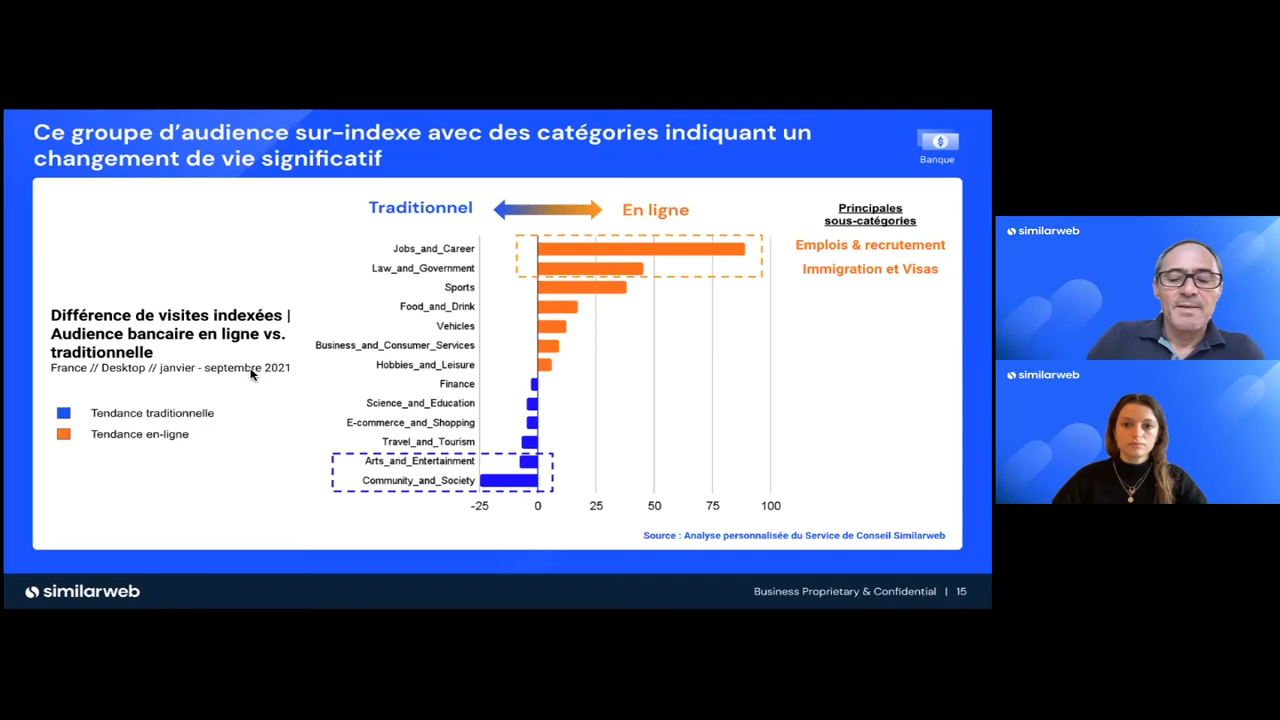 Ce groupe d'audience sur-indexe avec des catégories indiquant un
changement de vie significatif
Banque
Traditionnel
En ligne
Principales
sous-catégories
Emplois & recrutement
Immigration et Visas
Différence de visites indexées |
Audience bancaire en ligne vs.
traditionnelle
France // Desktop // janvier - septembre 2021
Tendance traditionnelle
Tendance en-ligne
Jobs_and_Career
Law_and_Government
Sports
Food_and_Drink
Vehicles
Business_and_Consumer_Services
Hobbies_and_Leisure
Finance
Science_and_Education
E-commerce_and_Shopping
Travel_and_Tourism
Arts_and_Entertainment
Community_and_Society
-25 0 25 50 75 100
Source : Analyse personnalisée du Service de Conseil Similarweb
similarweb
Business Proprietary & Confidential | 15
similarweb
similarweb